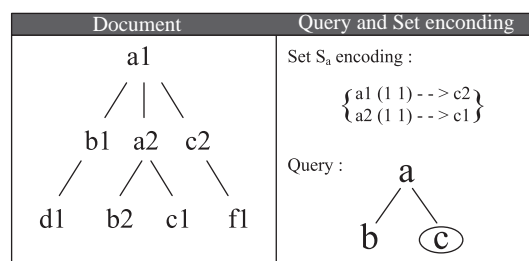 Document
a1
b1 a2 c2
d1 b2 c1 f1
Query and Set enconding
Set Sa encoding :
{a1 (1 1) - - > c2}
{a2 (1 1) - - > c1}
Query :
a
b c